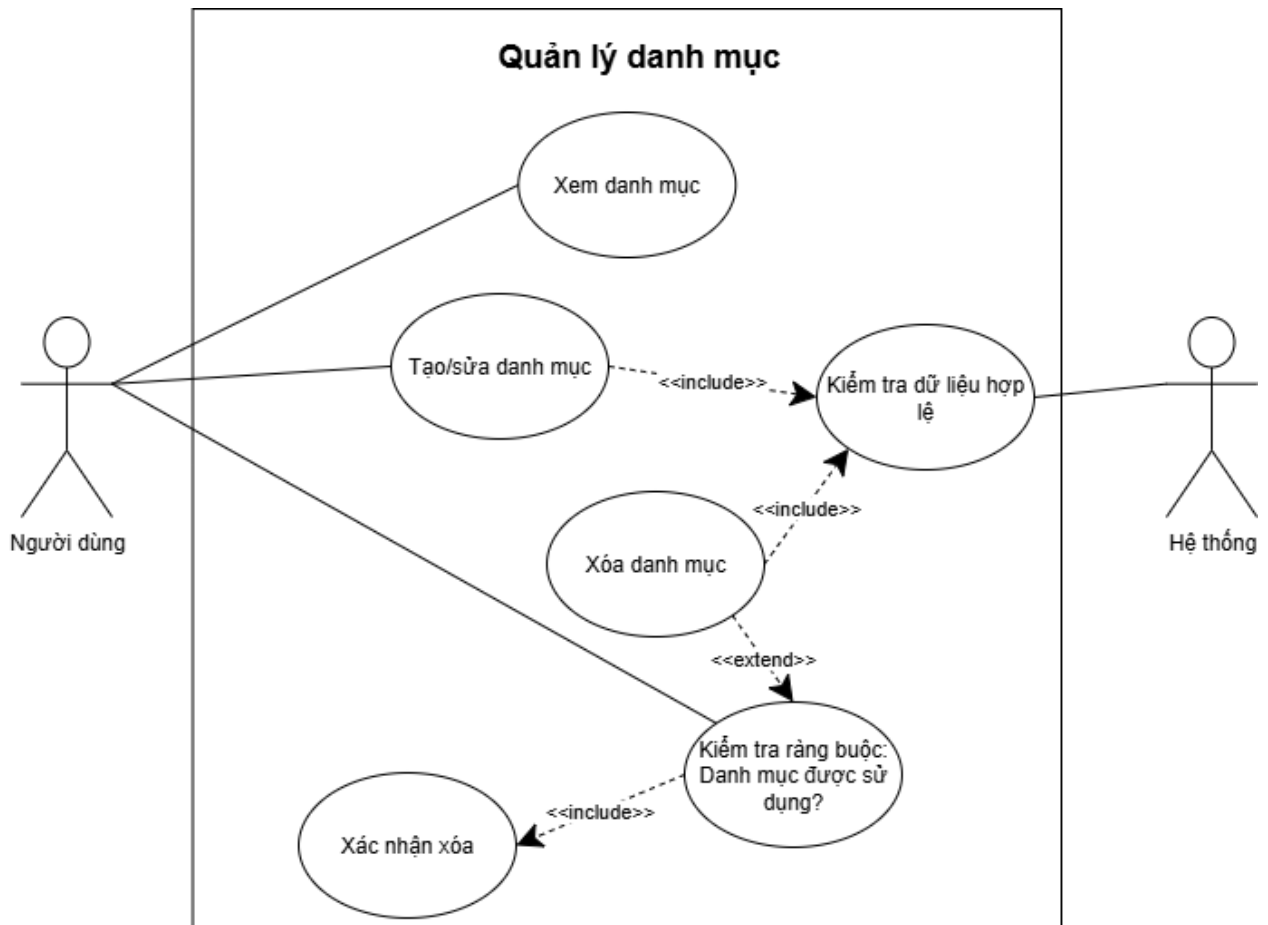 Quản lý danh mục
Xem danh mục
Tạo/sửa danh mục
<<include>>
Kiểm tra dữ liệu hợp
lệ
<<include>>
Người dùng
Hệ thống
Xóa danh mục
<<extend>>
Kiểm tra ràng buộc:
Danh mục được sử
dụng?
<<include>>
Xác nhận xóa